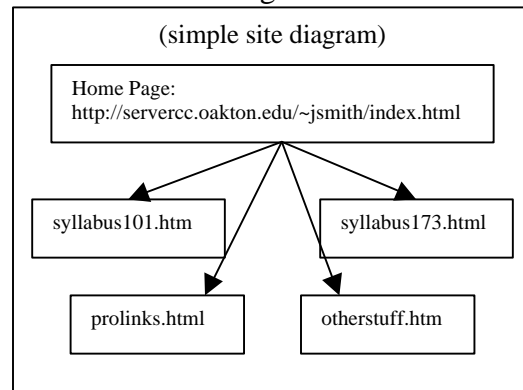 (simple site diagram)
Home Page:
http://servercc.oakton.edu/~jsmith/index.html
syllabus101.htm
syllabus173.html
prolinks.html
otherstuff.htm